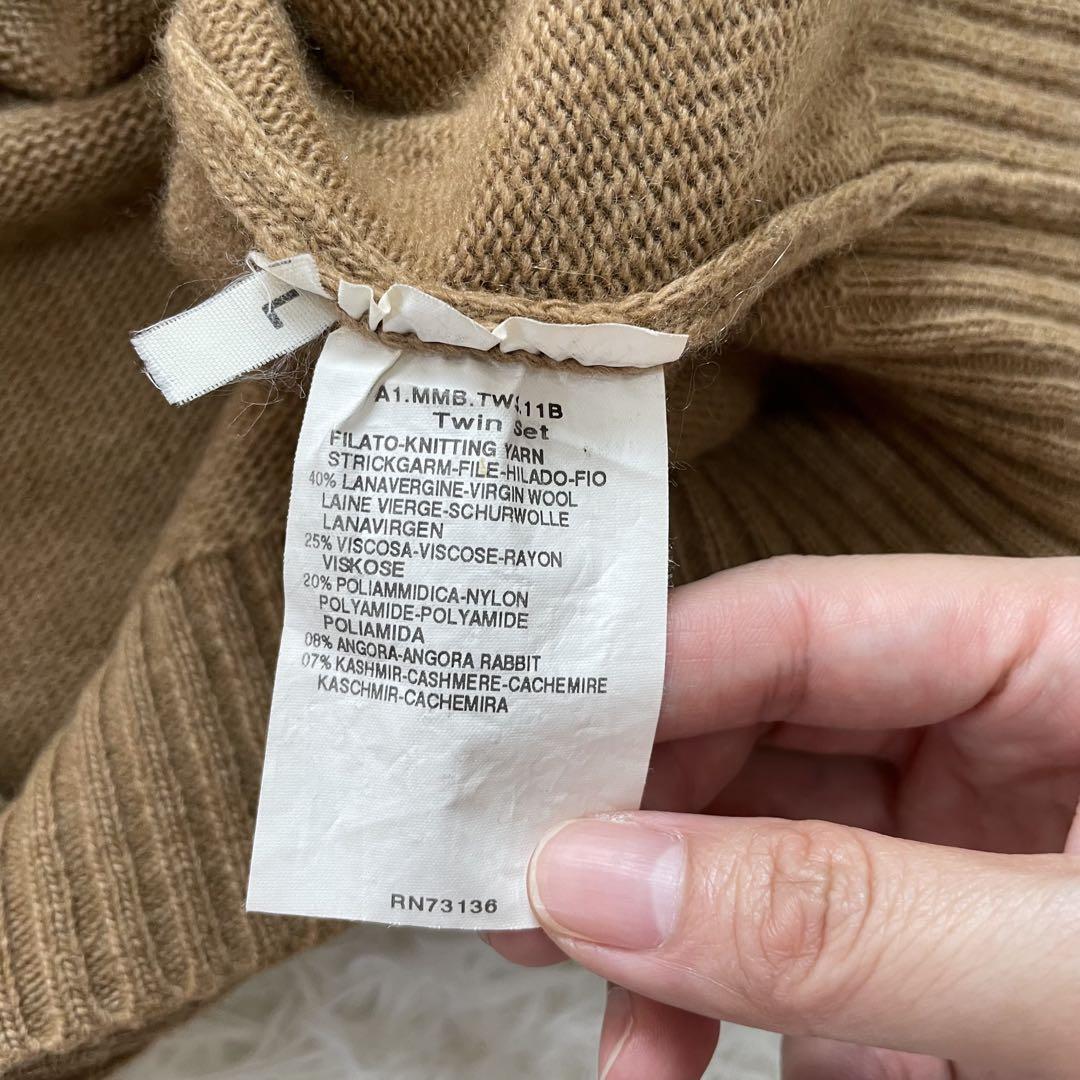 L
A1.MMB.TW .11B
Twin Set
FILATO-KNITTING YARN
STRICKGARM-FILE-HILADO-FIO
40% LANAVERGINE-VIRGIN WOOL
LAINE VIERGE-SCHURWOLLE
LANAVIRGEN
25% VISCOSA-VISCOSE-RAYON
VISKOSE
20% POLIAMMIDICA-NYLON
POLYAMIDE-POLYAMIDE
POLIAMIDA
08% ANGORA-ANGORA RABBIT
07% KASHMIR-CASHMERE-CACHEMIRE
KASCHMIR-CACHEMIRA
RN73136